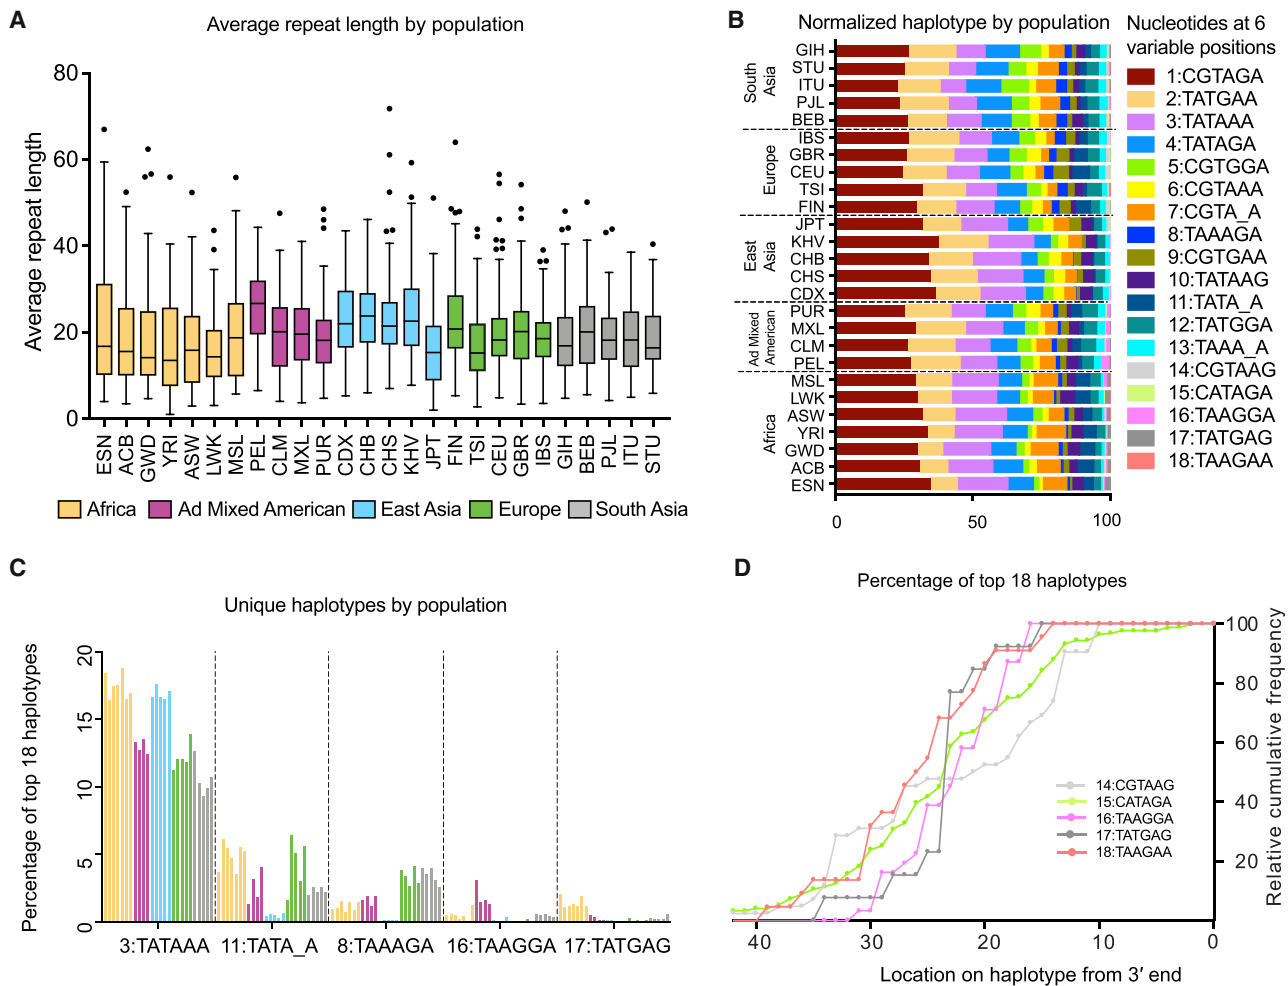 A
Average repeat length by population
Average repeat length
80
60
40
20
0
ESN
ACB
GWD
YRI
ASW
LWK
MSL
PEL
CLM
MXL
PUR
CDX
CHB
CHS
KHV
JPT
FIN
TSI
CEU
GBR
IBS
GIH
BEB
PJL
ITU
STU
Africa
Ad Mixed American
East Asia
Europe
South Asia
B
Normalized haplotype by population
South Asia
GIH
STU
ITU
PJL
BEB
Europe
IBS
GBR
CEU
TSI
FIN
East Asia
JPT
KHV
CHB
CHS
CDX
Ad Mixed American
PUR
MXL
CLM
PEL
Africa
MSL
LWK
ASW
YRI
GWD
ACB
ESN
0
50
100
Nucleotides at 6
variable positions
1:CGTAGA
2:TATGAA
3:TATAAA
4:TATAGA
5:CGTGGA
6:CGTAAA
7:CGTA_A
8:TAAAGA
9:CGTGAA
10:TATAAG
11:TATA_A
12:TATGGA
13:TAAA_A
14:CGTAAG
15:CATAGA
16:TAAGGA
17:TATGAG
18:TAAGAA
C
Unique haplotypes by population
Percentage of top 18 haplotypes
20
15
10
5
0
3:TATAAA
11:TATA_A
8:TAAAGA
16:TAAGGA
17:TATGAG
D
Percentage of top 18 haplotypes
14:CGTAAG
15:CATAGA
16:TAAGGA
17:TATGAG
18:TAAGAA
100
80
60
40
20
Relative cumulative frequency
40
30
20
10
0
Location on haplotype from 3′ end